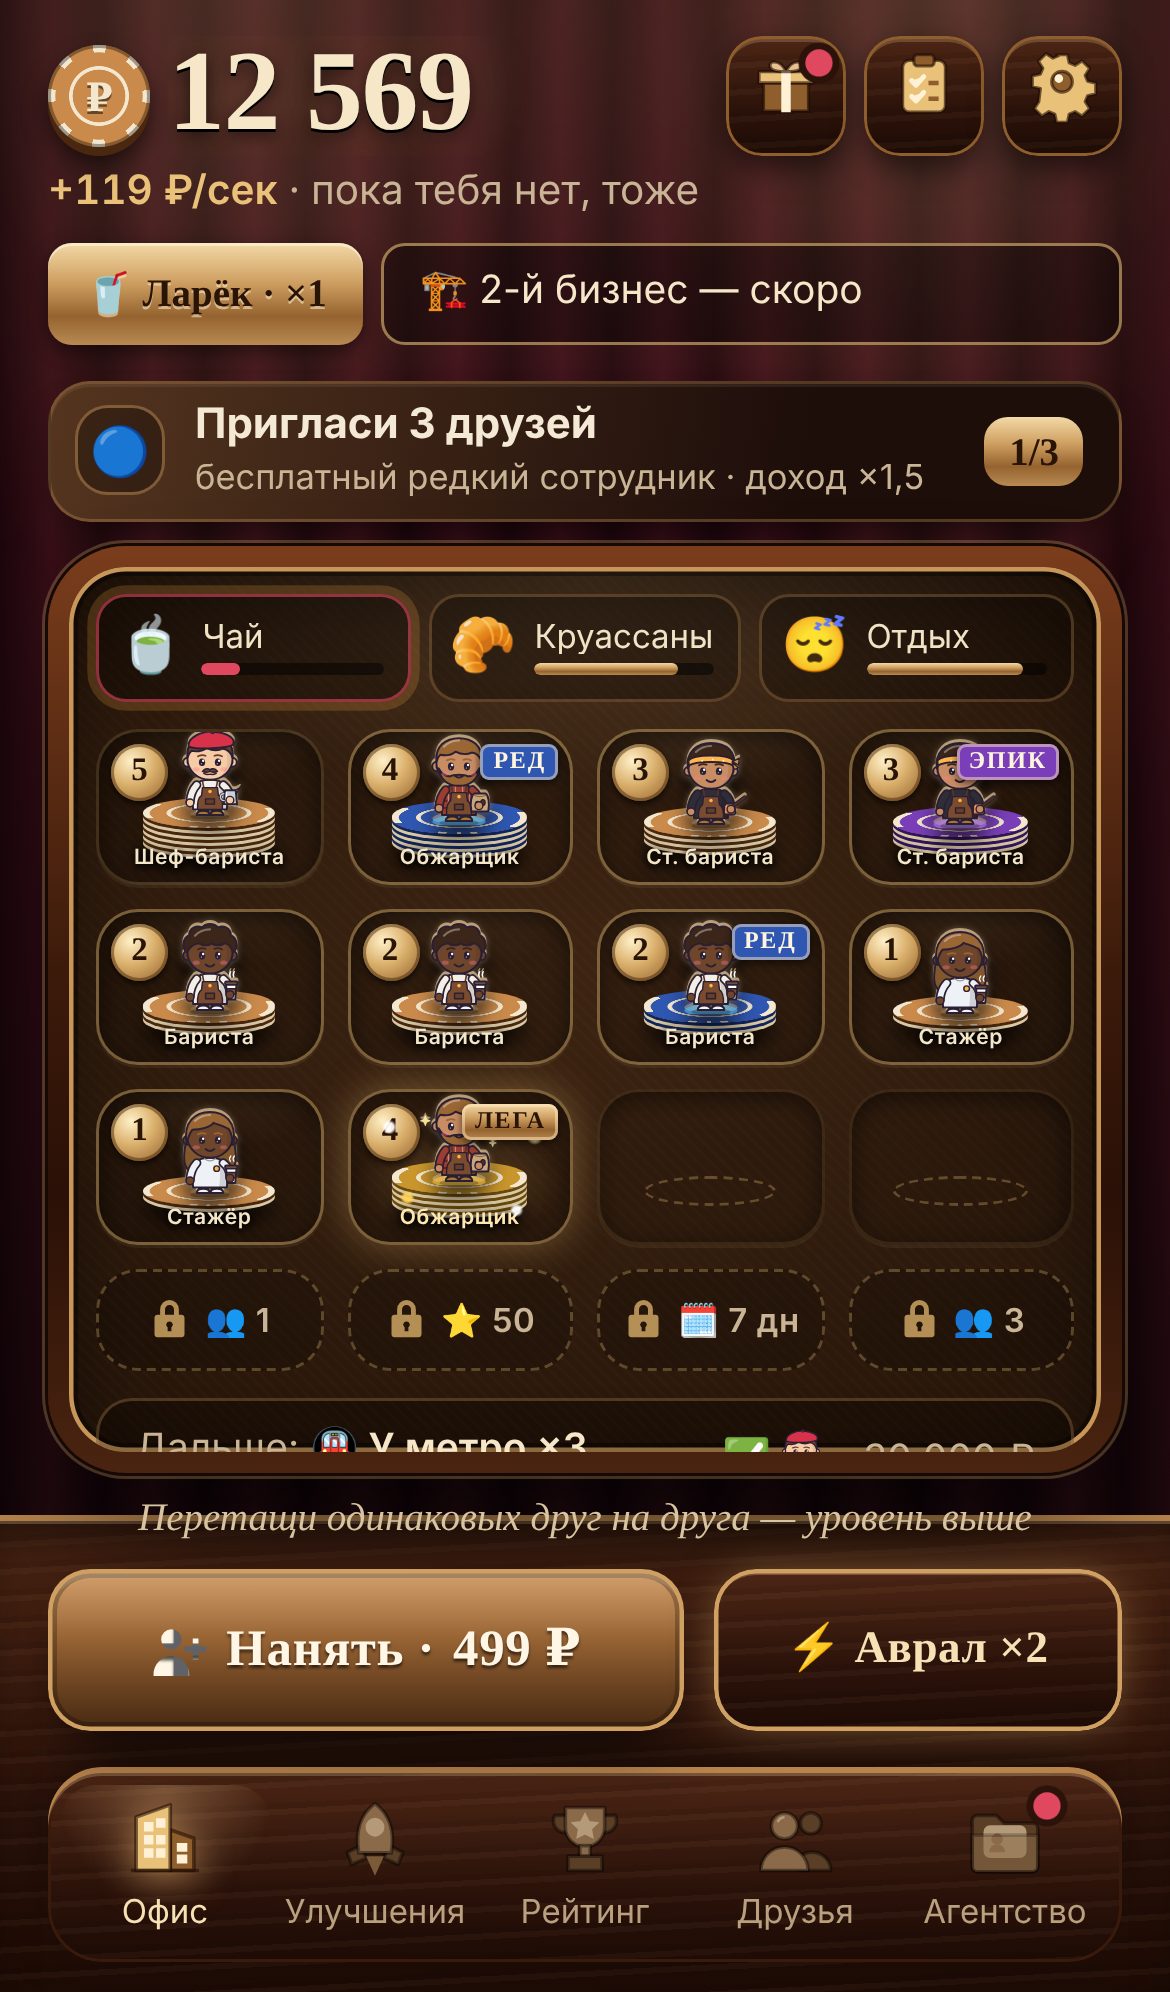 12 569
+119 ₽/сек · пока тебя нет, тоже
Ларёк · ×1
2-й бизнес — скоро
Пригласи 3 друзей
бесплатный редкий сотрудник · доход ×1,5
1/3
Чай
Круассаны
Отдых
5
4 РЕД
3
3 ЭПИК
Шеф-бариста
Обжарщик
Ст. бариста
Ст. бариста
2
2
2 РЕД
1
Бариста
Бариста
Бариста
Стажёр
1
4 ЛЕГА
Стажёр
Обжарщик
1
50
7 дн
3
Дальше: У метро ×3
Перетащи одинаковых друг на друга — уровень выше
Нанять · 499 ₽
Аврал ×2
Офис
Улучшения
Рейтинг
Друзья
Агентство